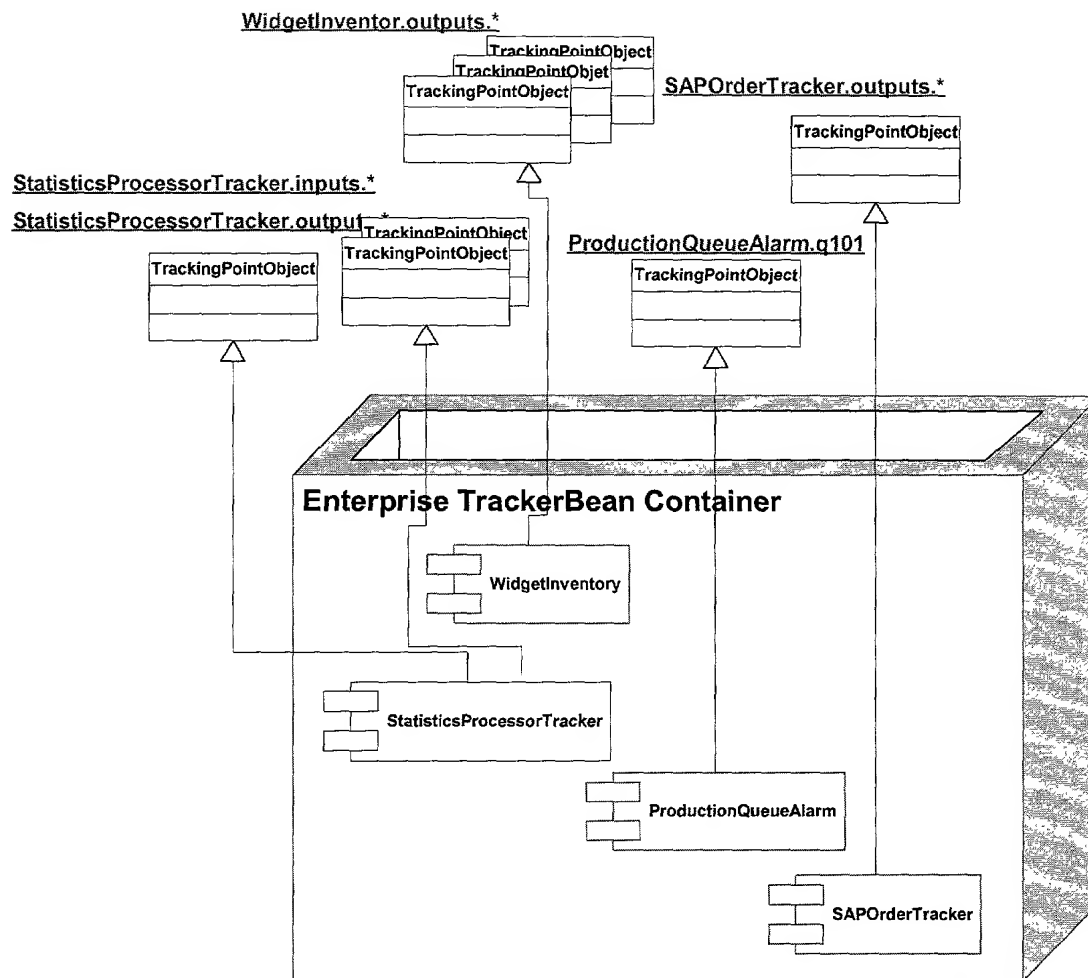 WidgetInventor.outputs.*
TrackingPointObject
TrackingPointObjet
TrackingPointObject
SAPOrderTracker.outputs.*
TrackingPointObject
StatisticsProcessorTracker.inputs.*
StatisticsProcessorTracker.output *
TrackingPointObject
TrackingPointObject
TrackingPointObject
ProductionQueueAlarm.q101
TrackingPointObject
Enterprise TrackerBean Container
WidgetInventory
StatisticsProcessorTracker
ProductionQueueAlarm
SAPOrderTracker